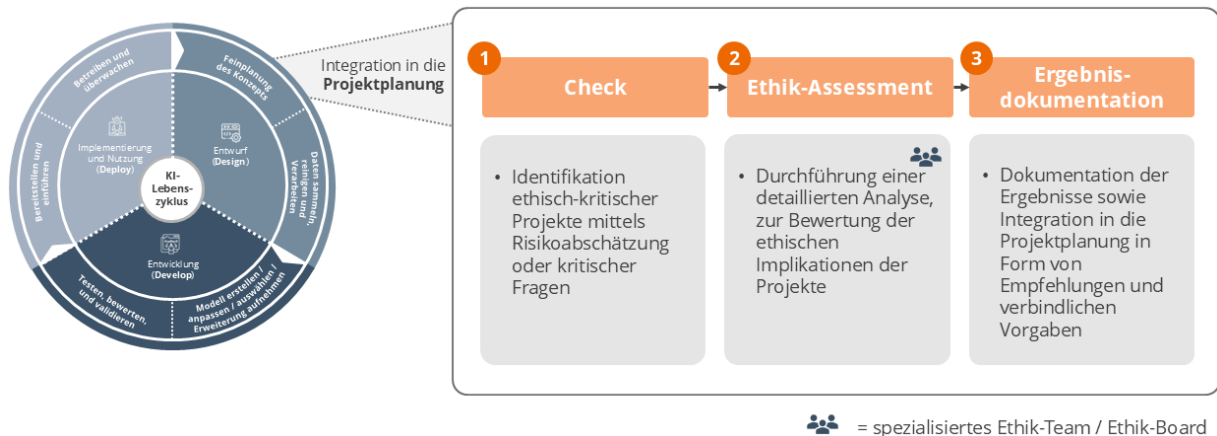 Betreiben und
überwachen
Feinplanung
des Konzepts
Bereitstellen und
einführen
Daten sammeln,
reinigen und
Verarbeiten
Implementierung
und Nutzung
(Deploy)
Entwurf
(Design)
KI-
Lebens-
zyklus
Entwicklung
(Develop)
Testen, bewerten,
und validieren
Modell erstellen /
anpassen / auswählen /
Erweiterung aufnehmen
Integration in die
Projektplanung
1
Check
• Identifikation
ethisch-kritischer
Projekte mittels
Risikoabschätzung
oder kritischer
Fragen
2
Ethik-Assessment
• Durchführung einer
detaillierten Analyse,
zur Bewertung der
ethischen
Implikationen der
Projekte
3
Ergebnis-
dokumentation
• Dokumentation der
Ergebnisse sowie
Integration in die
Projektplanung in
Form von
Empfehlungen und
verbindlichen
Vorgaben
= spezialisiertes Ethik-Team / Ethik-Board